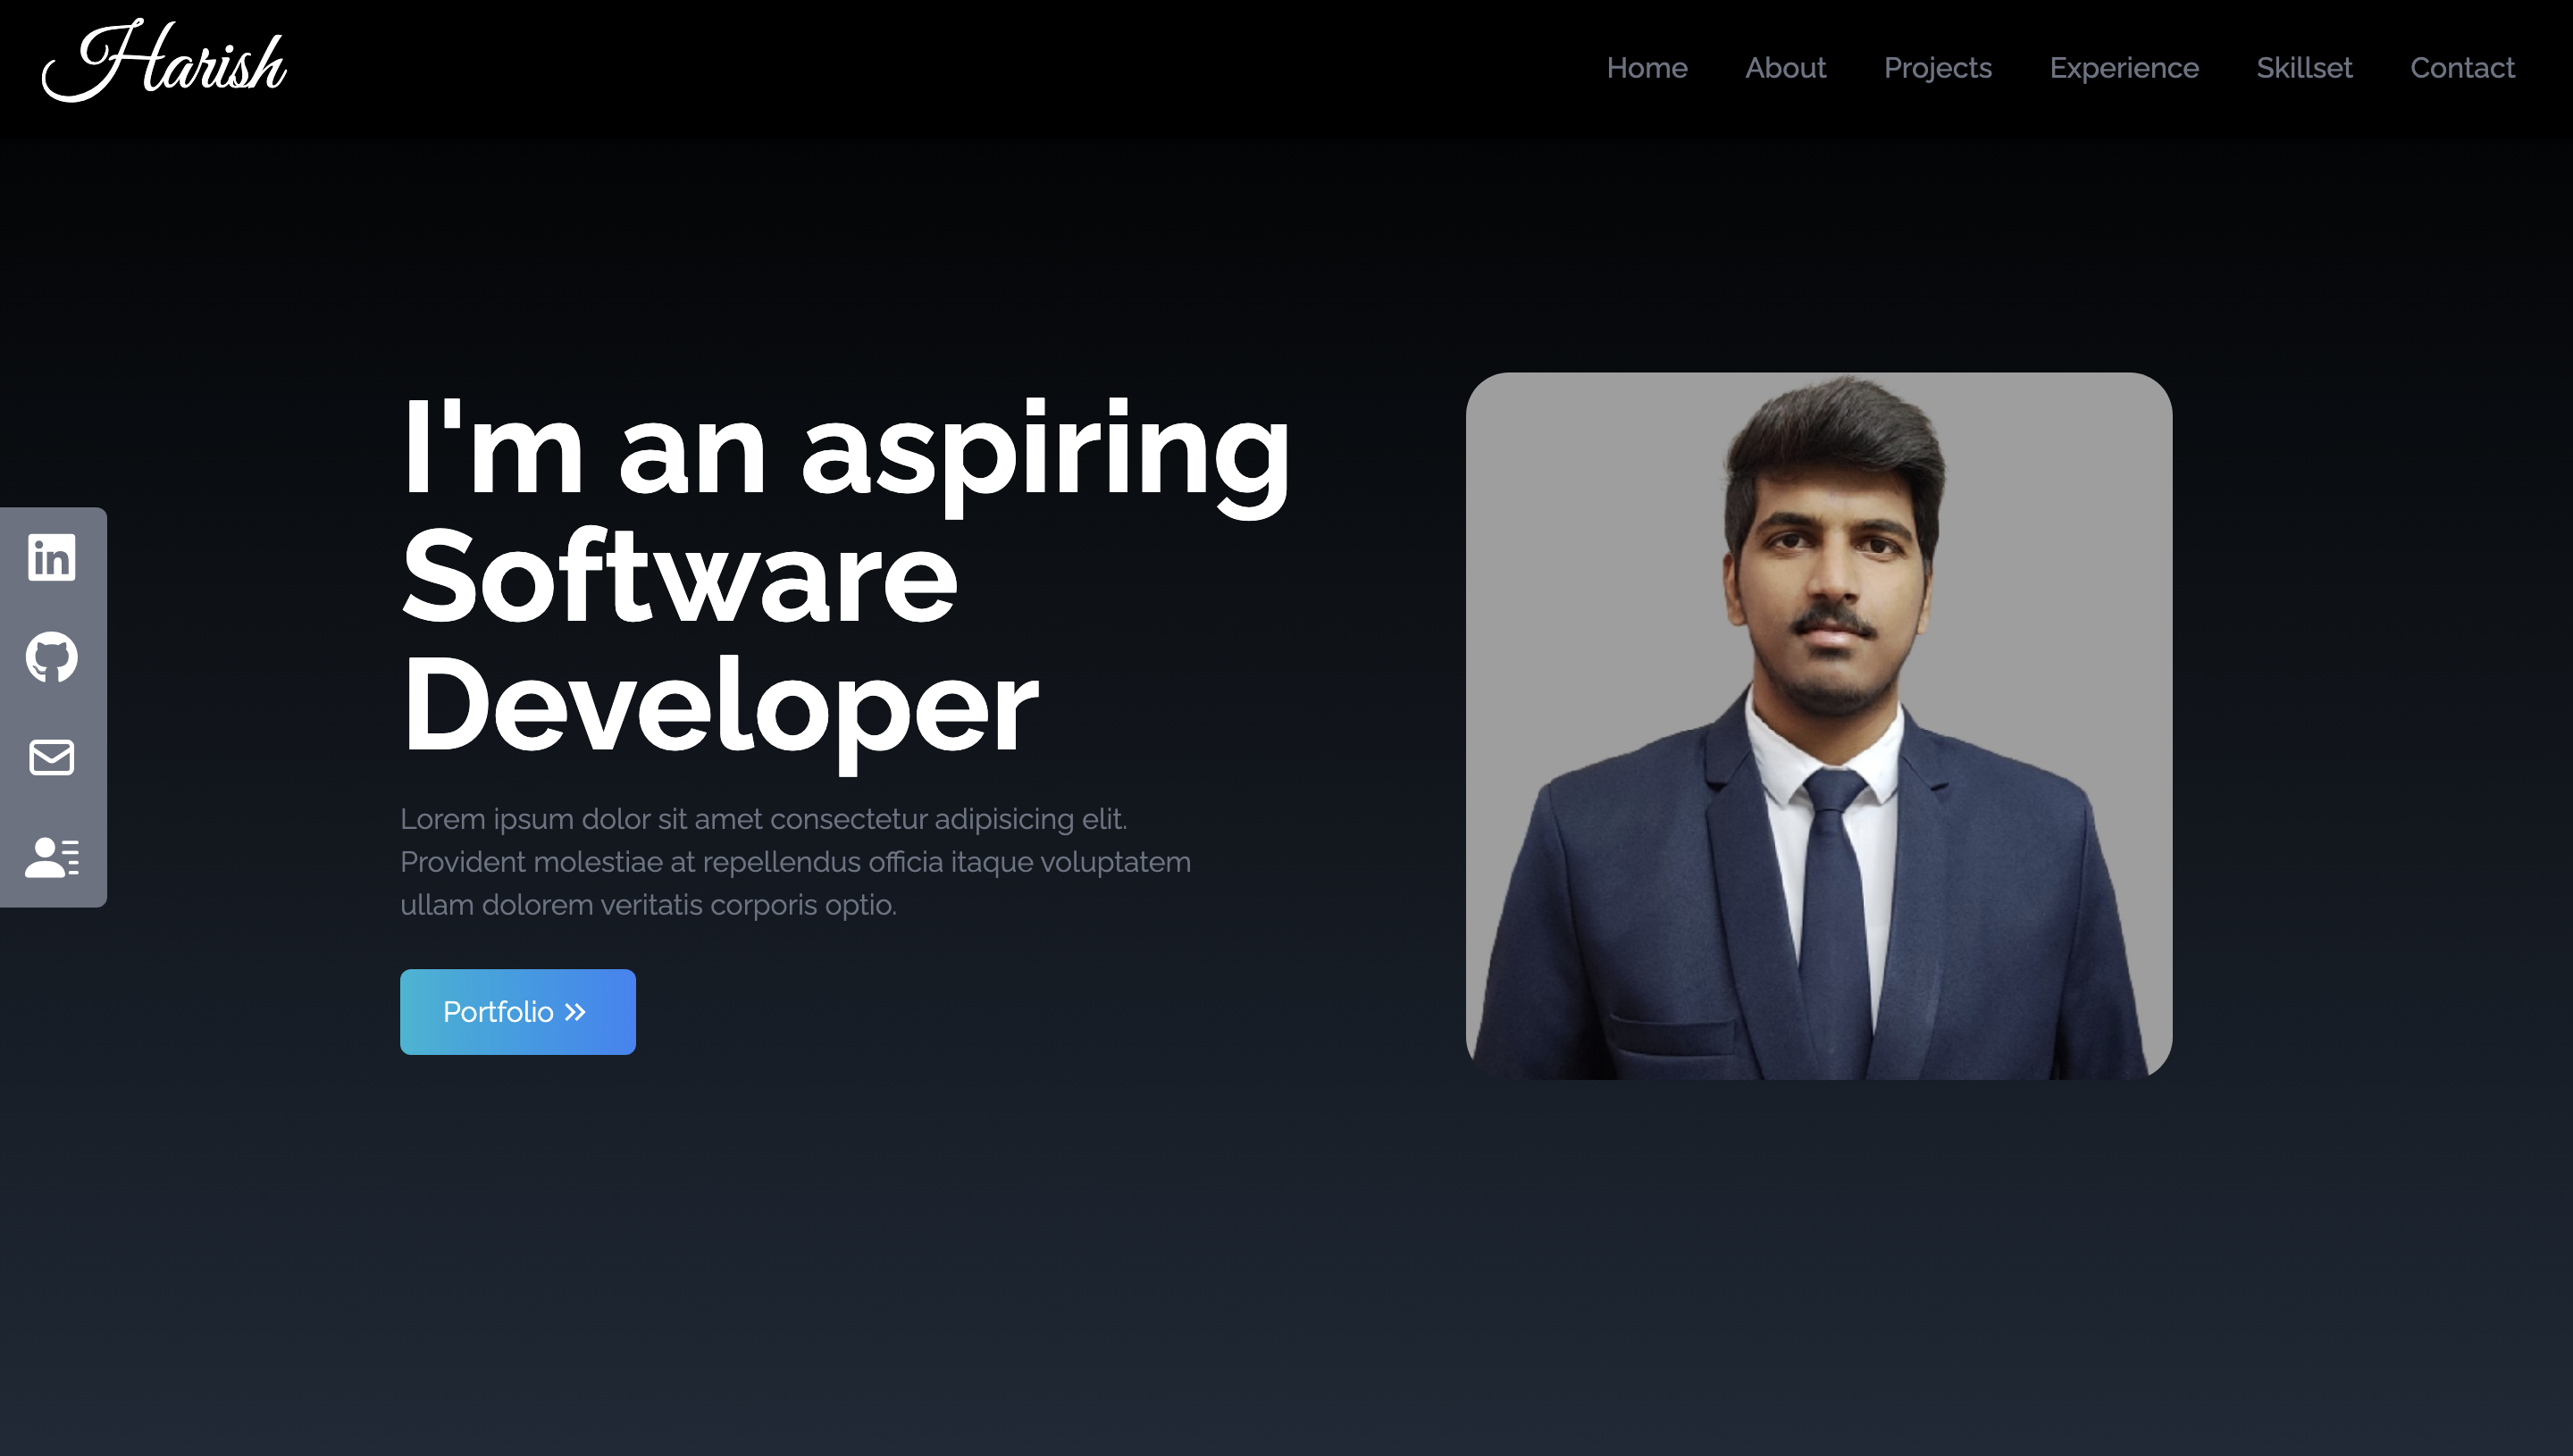 Harish
Home About Projects Experience Skillset Contact
I'm an aspiring
Software
Developer
in
Lorem ipsum dolor sit amet consectetur adipisicing elit.
Provident molestiae at repellendus officia itaque voluptatem
ullam dolorem veritatis corporis optio.
Portfolio